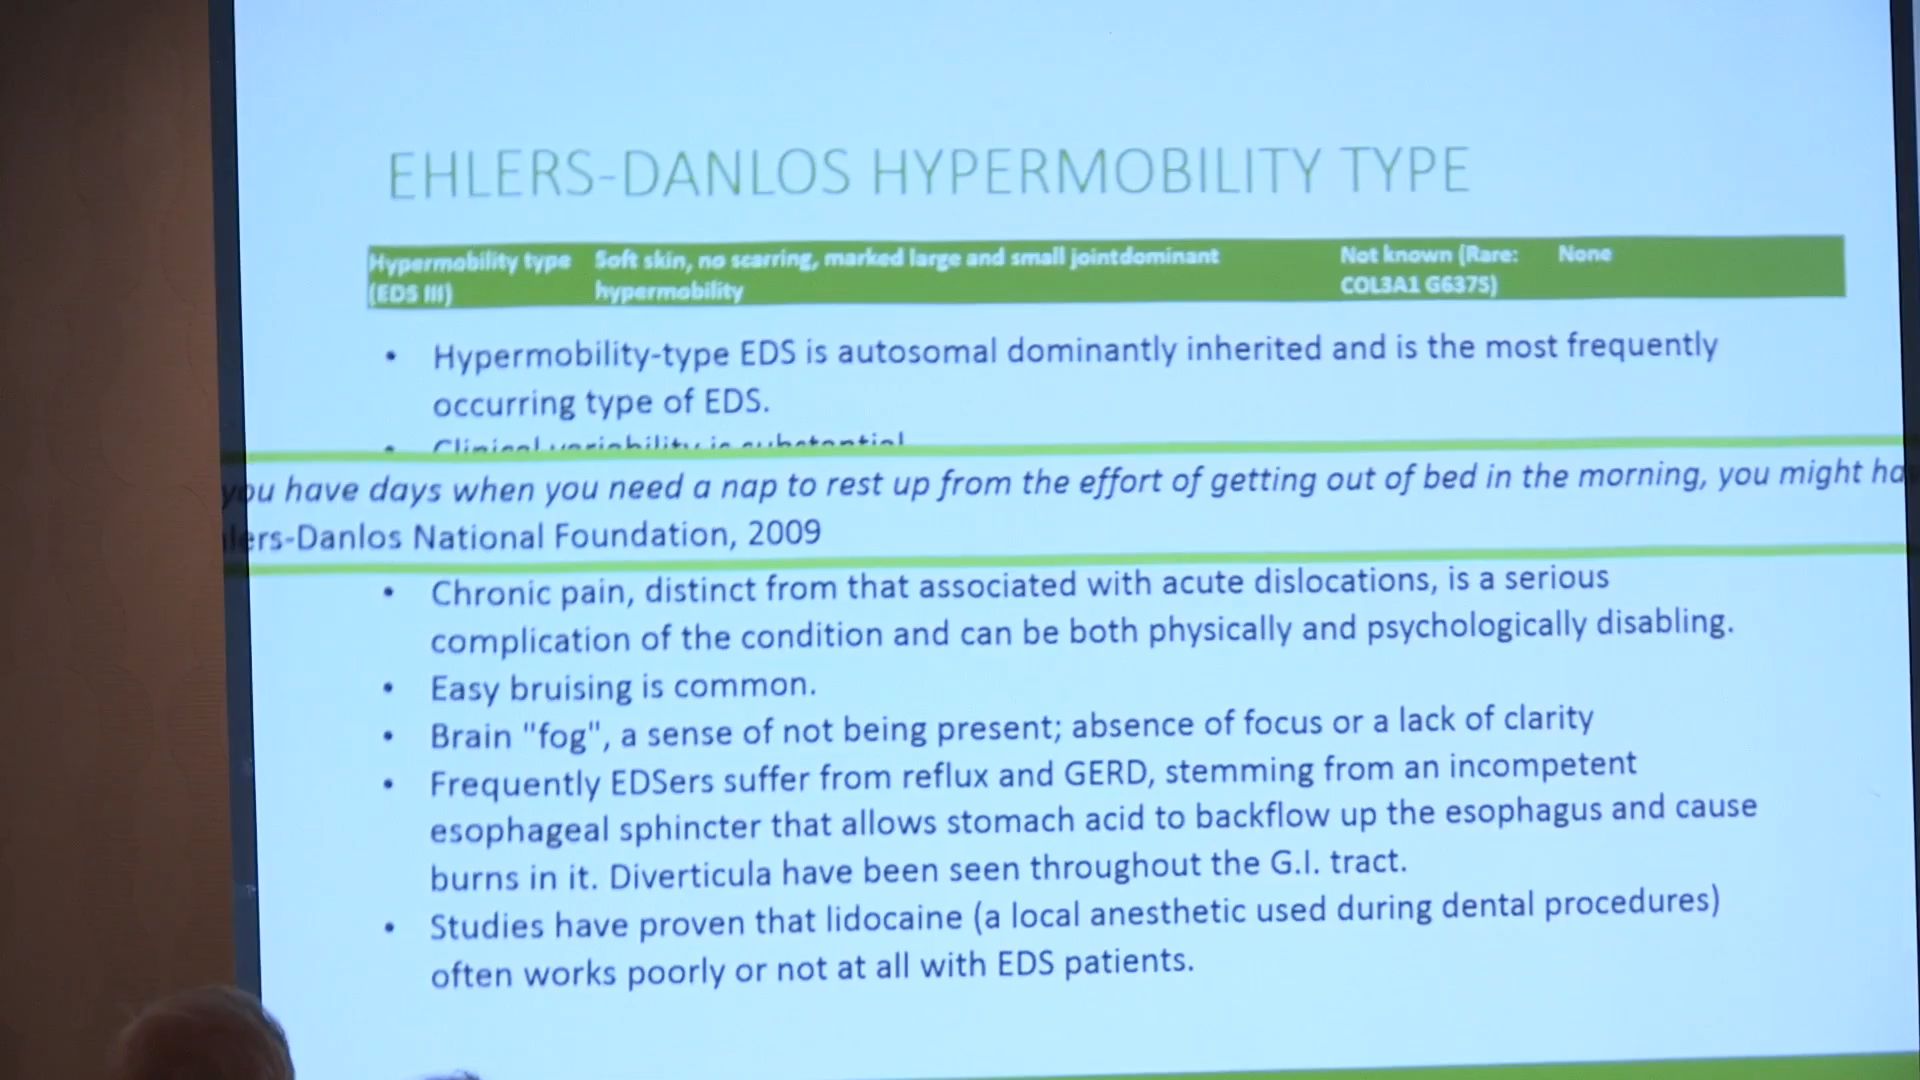 EHLERS-DANLOS HYPERMOBILITY TYPE
Hypermobility type Soft skin, no scarring, marked large and small joint dominant Not known (Rare: None
(EDS III) hypermobility COL3A1 G637S)
• Hypermobility-type EDS is autosomal dominantly inherited and is the most frequently
occurring type of EDS.
• Clinical variability is substantial
you have days when you need a nap to rest up from the effort of getting out of bed in the morning, you might ha
lers-Danlos National Foundation, 2009
• Chronic pain, distinct from that associated with acute dislocations, is a serious
complication of the condition and can be both physically and psychologically disabling.
• Easy bruising is common.
• Brain "fog", a sense of not being present; absence of focus or a lack of clarity
• Frequently EDSers suffer from reflux and GERD, stemming from an incompetent
esophageal sphincter that allows stomach acid to backflow up the esophagus and cause
burns in it. Diverticula have been seen throughout the G.I. tract.
• Studies have proven that lidocaine (a local anesthetic used during dental procedures)
often works poorly or not at all with EDS patients.